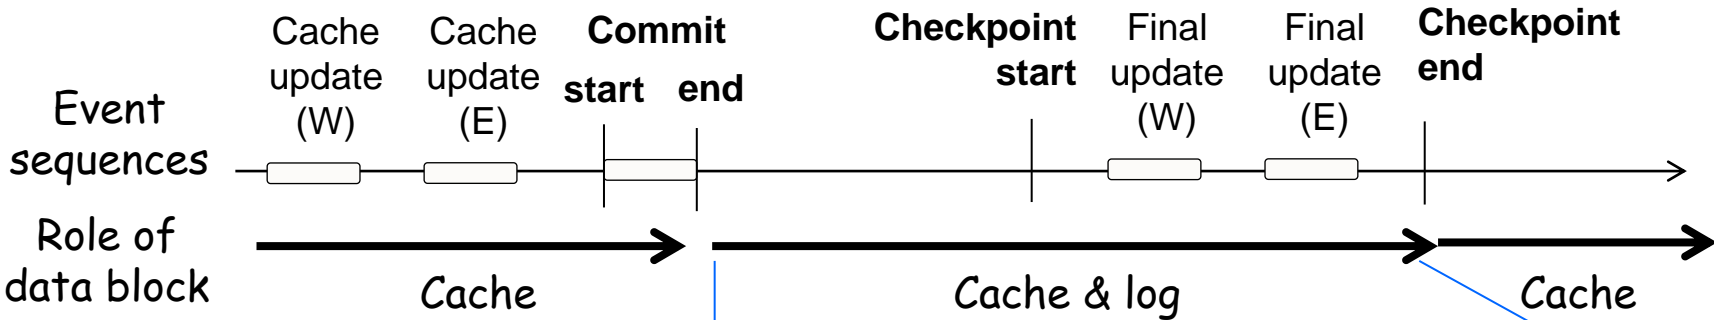 Cache
update
(W)
Cache
update
(E)
Commit
start end
Checkpoint
start
Final
update
(W)
Final
update
(E)
Checkpoint
end
Event
sequences
Role of
data block
Cache
Cache & log
Cache